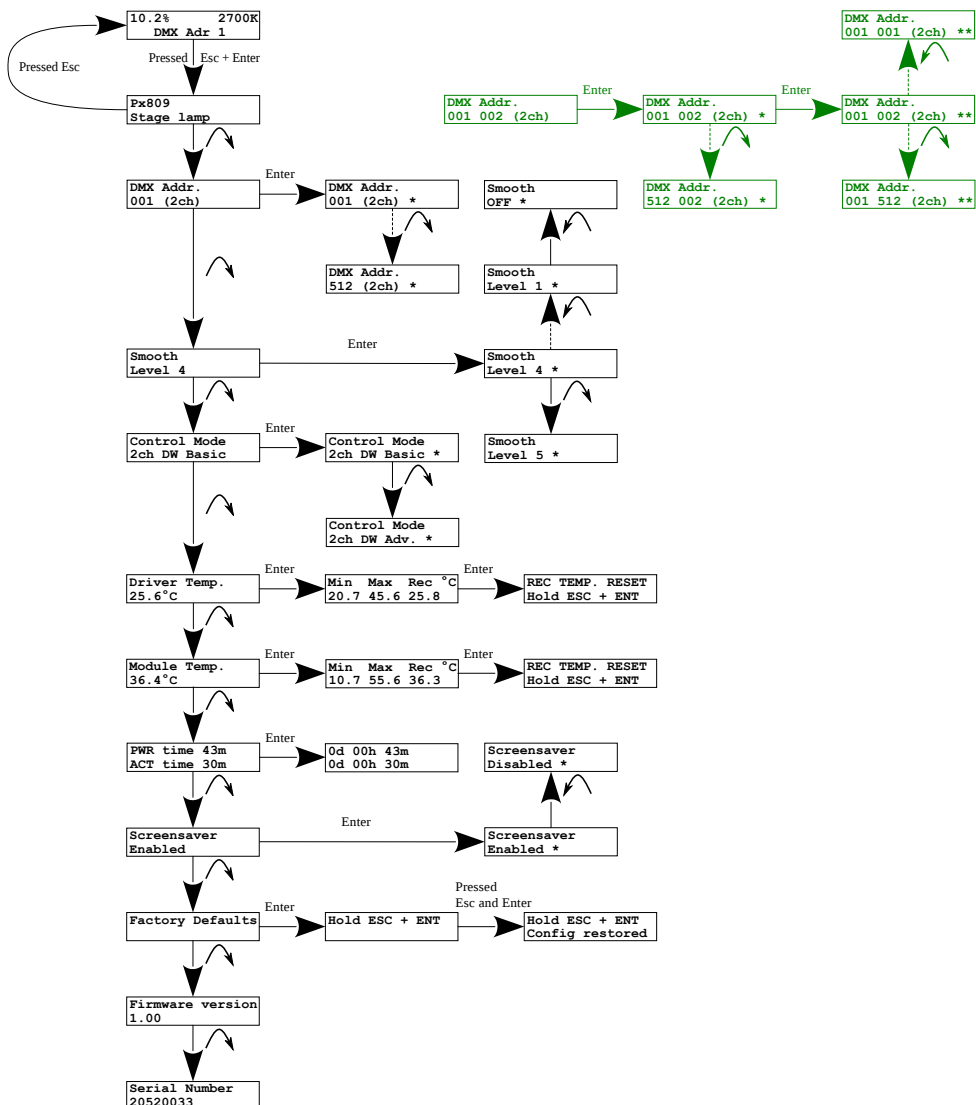 10.2% 2700K
DMX Adr 1
Pressed Esc
Pressed Esc + Enter
Px809
Stage lamp
DMX Addr.
001 (2ch)
Enter
DMX Addr.
001 (2ch) *
DMX Addr.
512 (2ch) *
Smooth
OFF *
Smooth
Level 1 *
Smooth
Level 4
Enter
Smooth
Level 4 *
Smooth
Level 5 *
Control Mode
2ch DW Basic
Enter
Control Mode
2ch DW Basic *
Control Mode
2ch DW Adv. *
Driver Temp.
25.6°C
Enter
Min Max Rec °C
20.7 45.6 25.8
Enter
REC TEMP. RESET
Hold ESC + ENT
Module Temp.
36.4°C
Enter
Min Max Rec °C
10.7 55.6 36.3
Enter
REC TEMP. RESET
Hold ESC + ENT
PWR time 43m
ACT time 30m
Enter
0d 00h 43m
0d 00h 30m
Screensaver
Disabled *
Screensaver
Enabled
Enter
Screensaver
Enabled *
Factory Defaults
Enter
Hold ESC + ENT
Pressed
Esc and Enter
Hold ESC + ENT
Config restored
Firmware version
1.00
Serial Number
20520033
DMX Addr.
001 002 (2ch)
Enter
DMX Addr.
001 002 (2ch) *
Enter
DMX Addr.
001 002 (2ch) **
DMX Addr.
001 001 (2ch) **
DMX Addr.
512 002 (2ch) *
DMX Addr.
001 512 (2ch) **